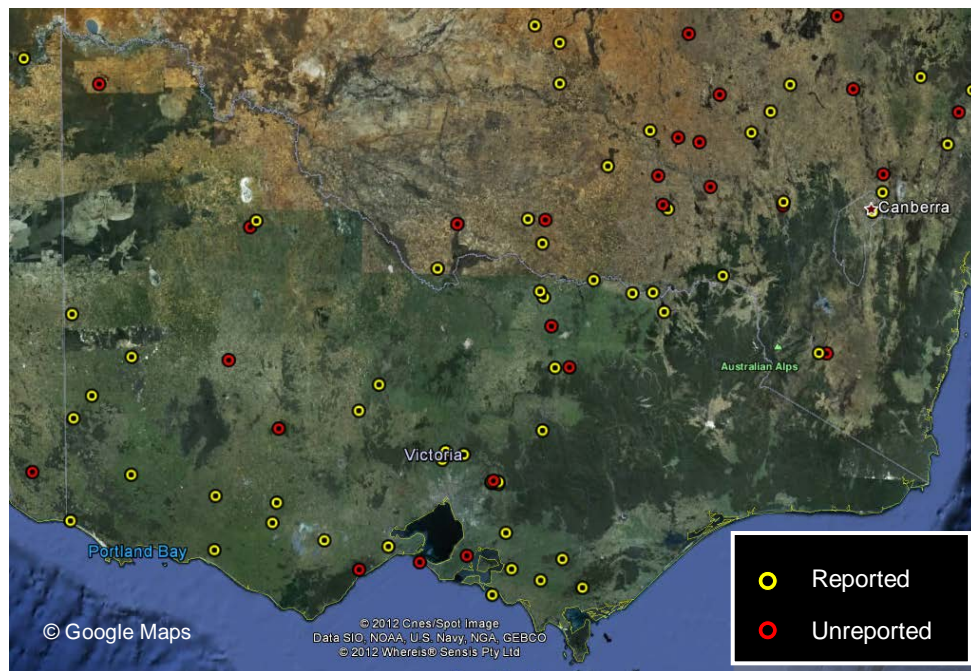 Canberra
Australian Alps
Victoria
Portland Bay
© Google Maps
© 2012 Cnes/Spot Image
Data SIO, NOAA, U.S. Navy, NGA, GEBCO
© 2012 Whereis® Sensis Pty Ltd
Reported
Unreported